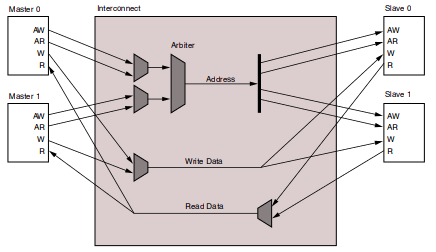 Master 0
Interconnect
Slave 0
AW
AR
W
R
Arbiter
Address
AW
AR
W
R
Master 1
AW
AR
W
R
Slave 1
AW
AR
W
R
Write Data
Read Data